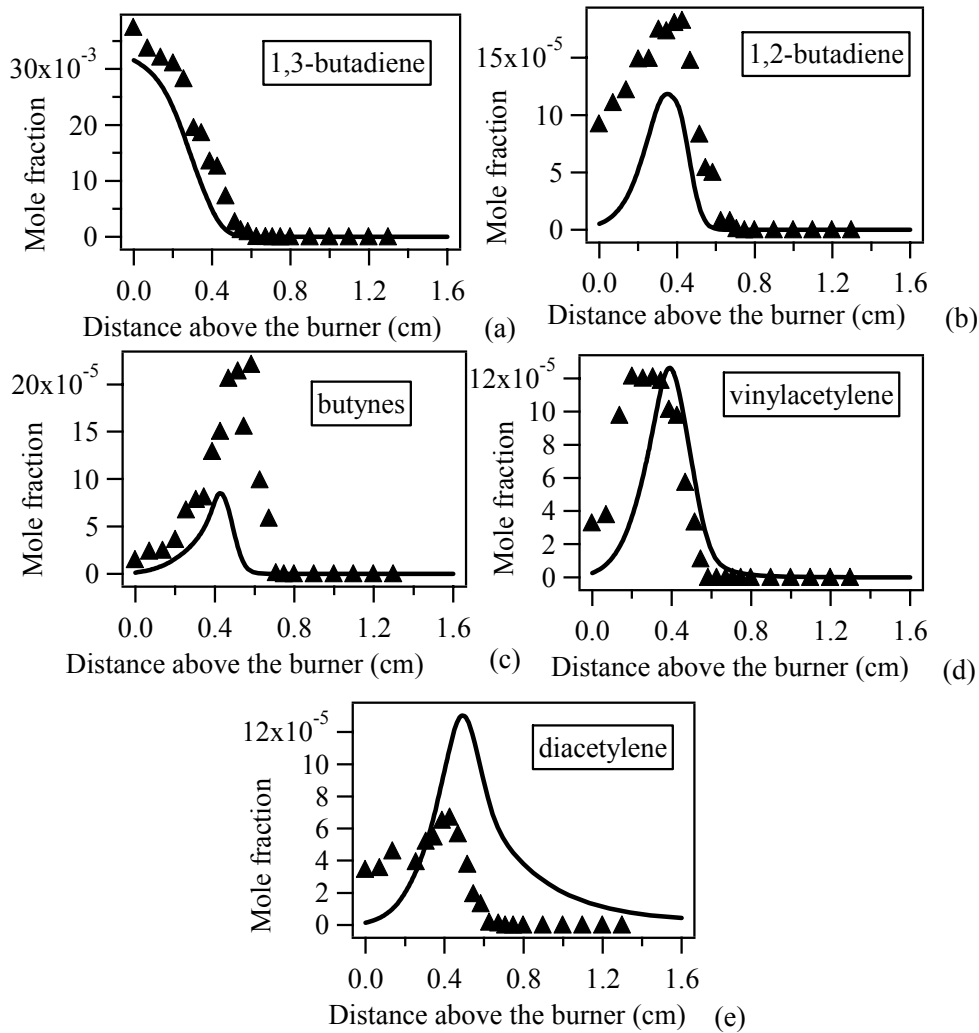 1,3-butadiene
30x10-3
20
10
0
Mole fraction
0.0 0.4 0.8 1.2 1.6
Distance above the burner (cm)
(a)
1,2-butadiene
15x10-5
10
5
0
Mole fraction
0.0 0.4 0.8 1.2 1.6
Distance above the burner (cm)
(b)
butynes
20x10-5
15
10
5
0
Mole fraction
0.0 0.4 0.8 1.2 1.6
Distance above the burner (cm)
(c)
vinylacetylene
12x10-5
10
8
6
4
2
0
Mole fraction
0.0 0.4 0.8 1.2 1.6
Distance above the burner (cm)
(d)
diacetylene
12x10-5
10
8
6
4
2
0
Mole fraction
0.0 0.4 0.8 1.2 1.6
Distance above the burner (cm)
(e)